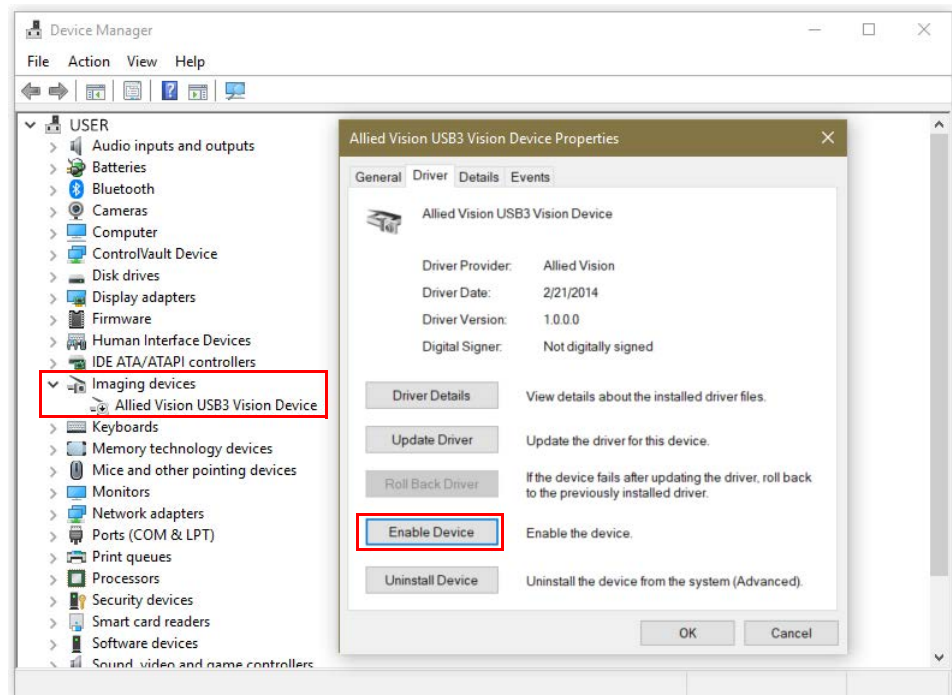 Device Manager
File Action View Help
USER
Audio inputs and outputs
Batteries
Bluetooth
Cameras
Computer
ControlVault Device
Disk drives
Display adapters
Firmware
Human Interface Devices
IDE ATA/ATAPI controllers
Imaging devices
Allied Vision USB3 Vision Device
Keyboards
Memory technology devices
Mice and other pointing devices
Monitors
Network adapters
Ports (COM & LPT)
Print queues
Processors
Security devices
Smart card readers
Software devices
Sound, video and game controllers
Allied Vision USB3 Vision Device Properties
General Driver Details Events
Allied Vision USB3 Vision Device
Driver Provider: Allied Vision
Driver Date: 2/21/2014
Driver Version: 1.0.0.0
Digital Signer: Not digitally signed
Driver Details View details about the installed driver files.
Update Driver Update the driver for this device.
Roll Back Driver If the device fails after updating the driver, roll back
to the previously installed driver.
Enable Device Enable the device.
Uninstall Device Uninstall the device from the system (Advanced).
OK Cancel